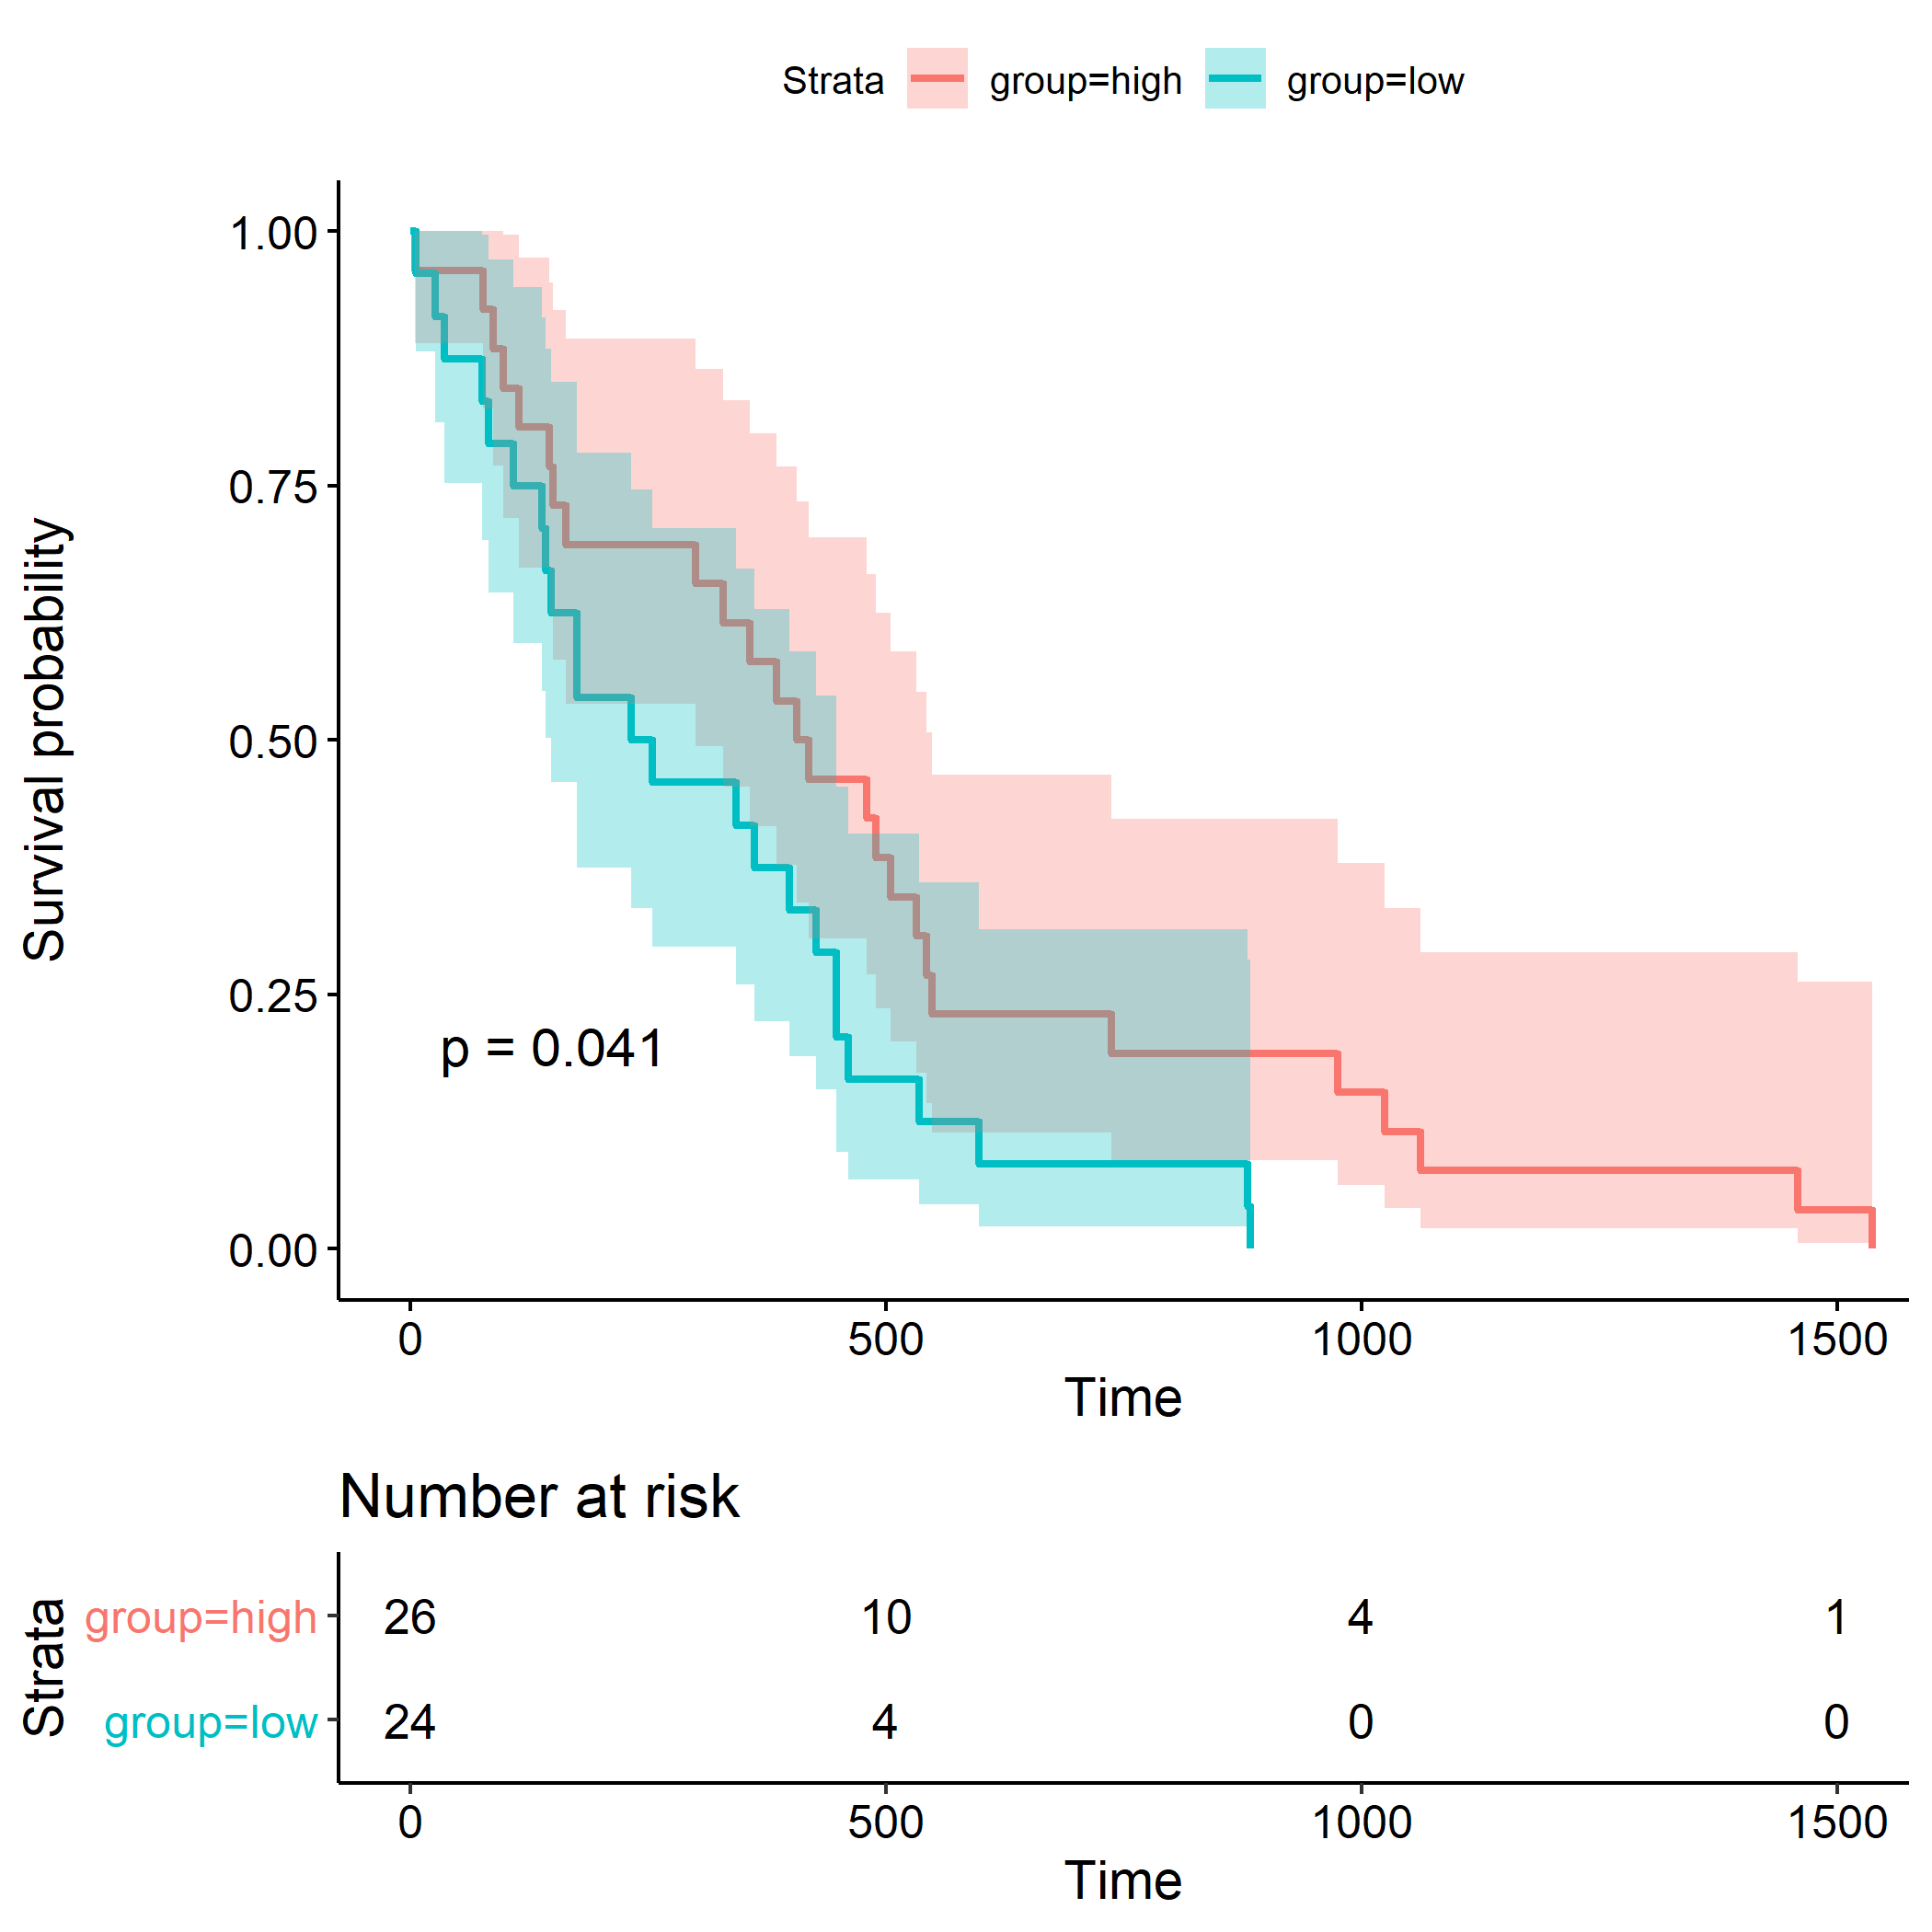 Strata group=high group=low
1.00
0.75
0.50
0.25
0.00
Survival probability
p = 0.041
0 500 1000 1500
Time
Number at risk
Strata
group=high 26 10 4 1
group=low 24 4 0 0
0 500 1000 1500
Time